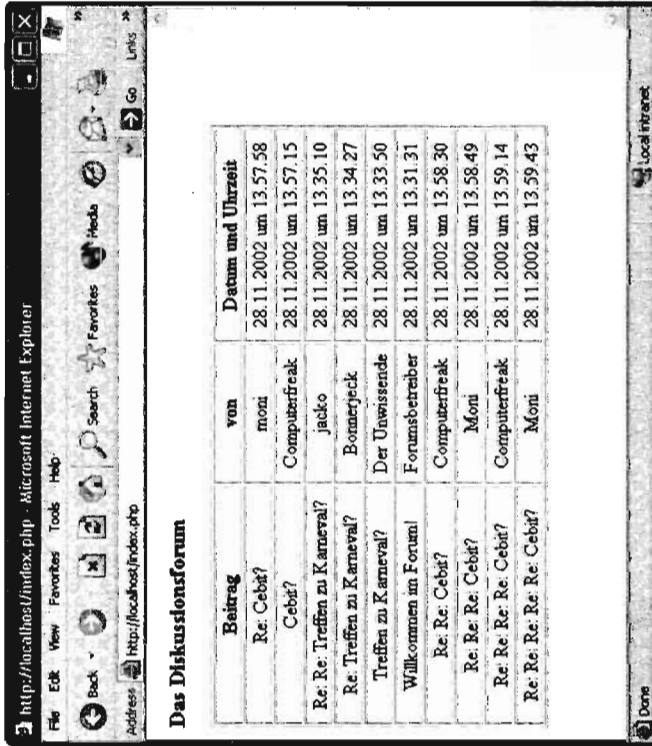 http://localhost/index.php - Microsoft Internet Explorer
File Edit View Favorites Tools Help
Back Search Favorites Media
Address http://localhost/index.php Go Links
Das Diskussionsforum
Beitrag von Datum und Uhrzeit
Re: Cebit? moni 28.11.2002 um 13.57.58
Cebit? Computerfreak 28.11.2002 um 13.57.15
Re: Re: Treffen zu Karneval? jacko 28.11.2002 um 13.35.10
Re: Treffen zu Karneval? Bonnerjeck 28.11.2002 um 13.34.27
Treffen zu Karneval? Der Unwissende 28.11.2002 um 13.33.50
Willkommen im Forum! Forumsbetreiber 28.11.2002 um 13.31.31
Re: Re: Cebit? Computerfreak 28.11.2002 um 13.58.30
Re: Re: Re: Cebit? Moni 28.11.2002 um 13.58.49
Re: Re: Re: Re: Cebit? Computerfreak 28.11.2002 um 13.59.14
Re: Re: Re: Re: Re: Cebit? Moni 28.11.2002 um 13.59.43
Done Local intranet